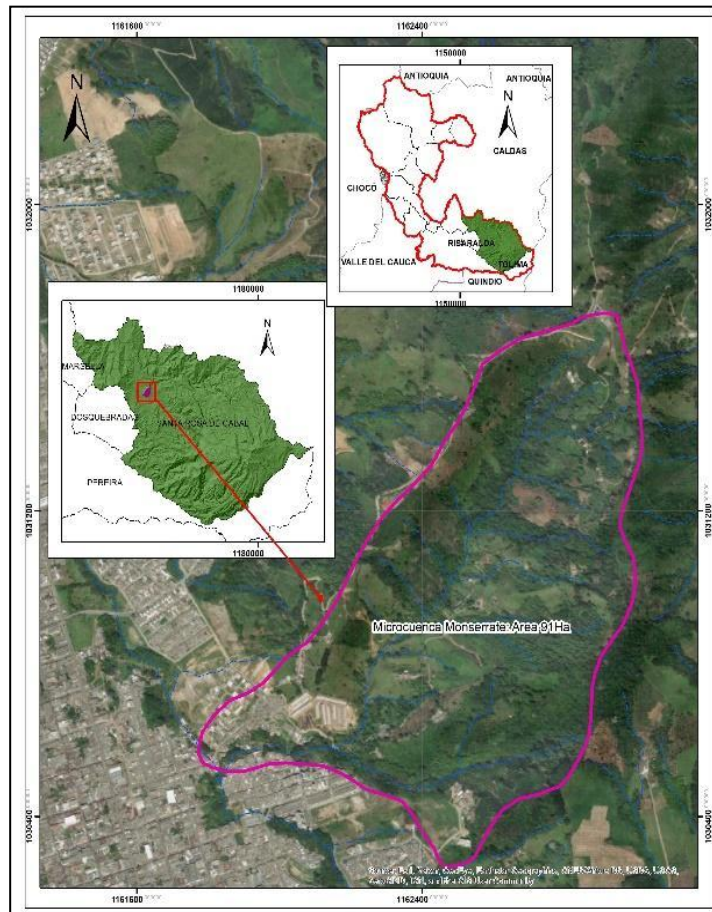 1161600
1162400
N
1150000
ANTIOQUIA
ANTIOQUIA
N
CALDAS
CHOCÓ
RISARALDA
VALLE DEL CAUCA
TOLIMA
QUINDIO
1150000
1032000
1032000
1180000
N
MARSELLA
DOSQUEBRADAS
SANTA ROSA DE CABAL
PEREIRA
1180000
1031200
1031200
Microcuenca Monserrate: Area 91Ha
1030400
1030400
1161600
1162400